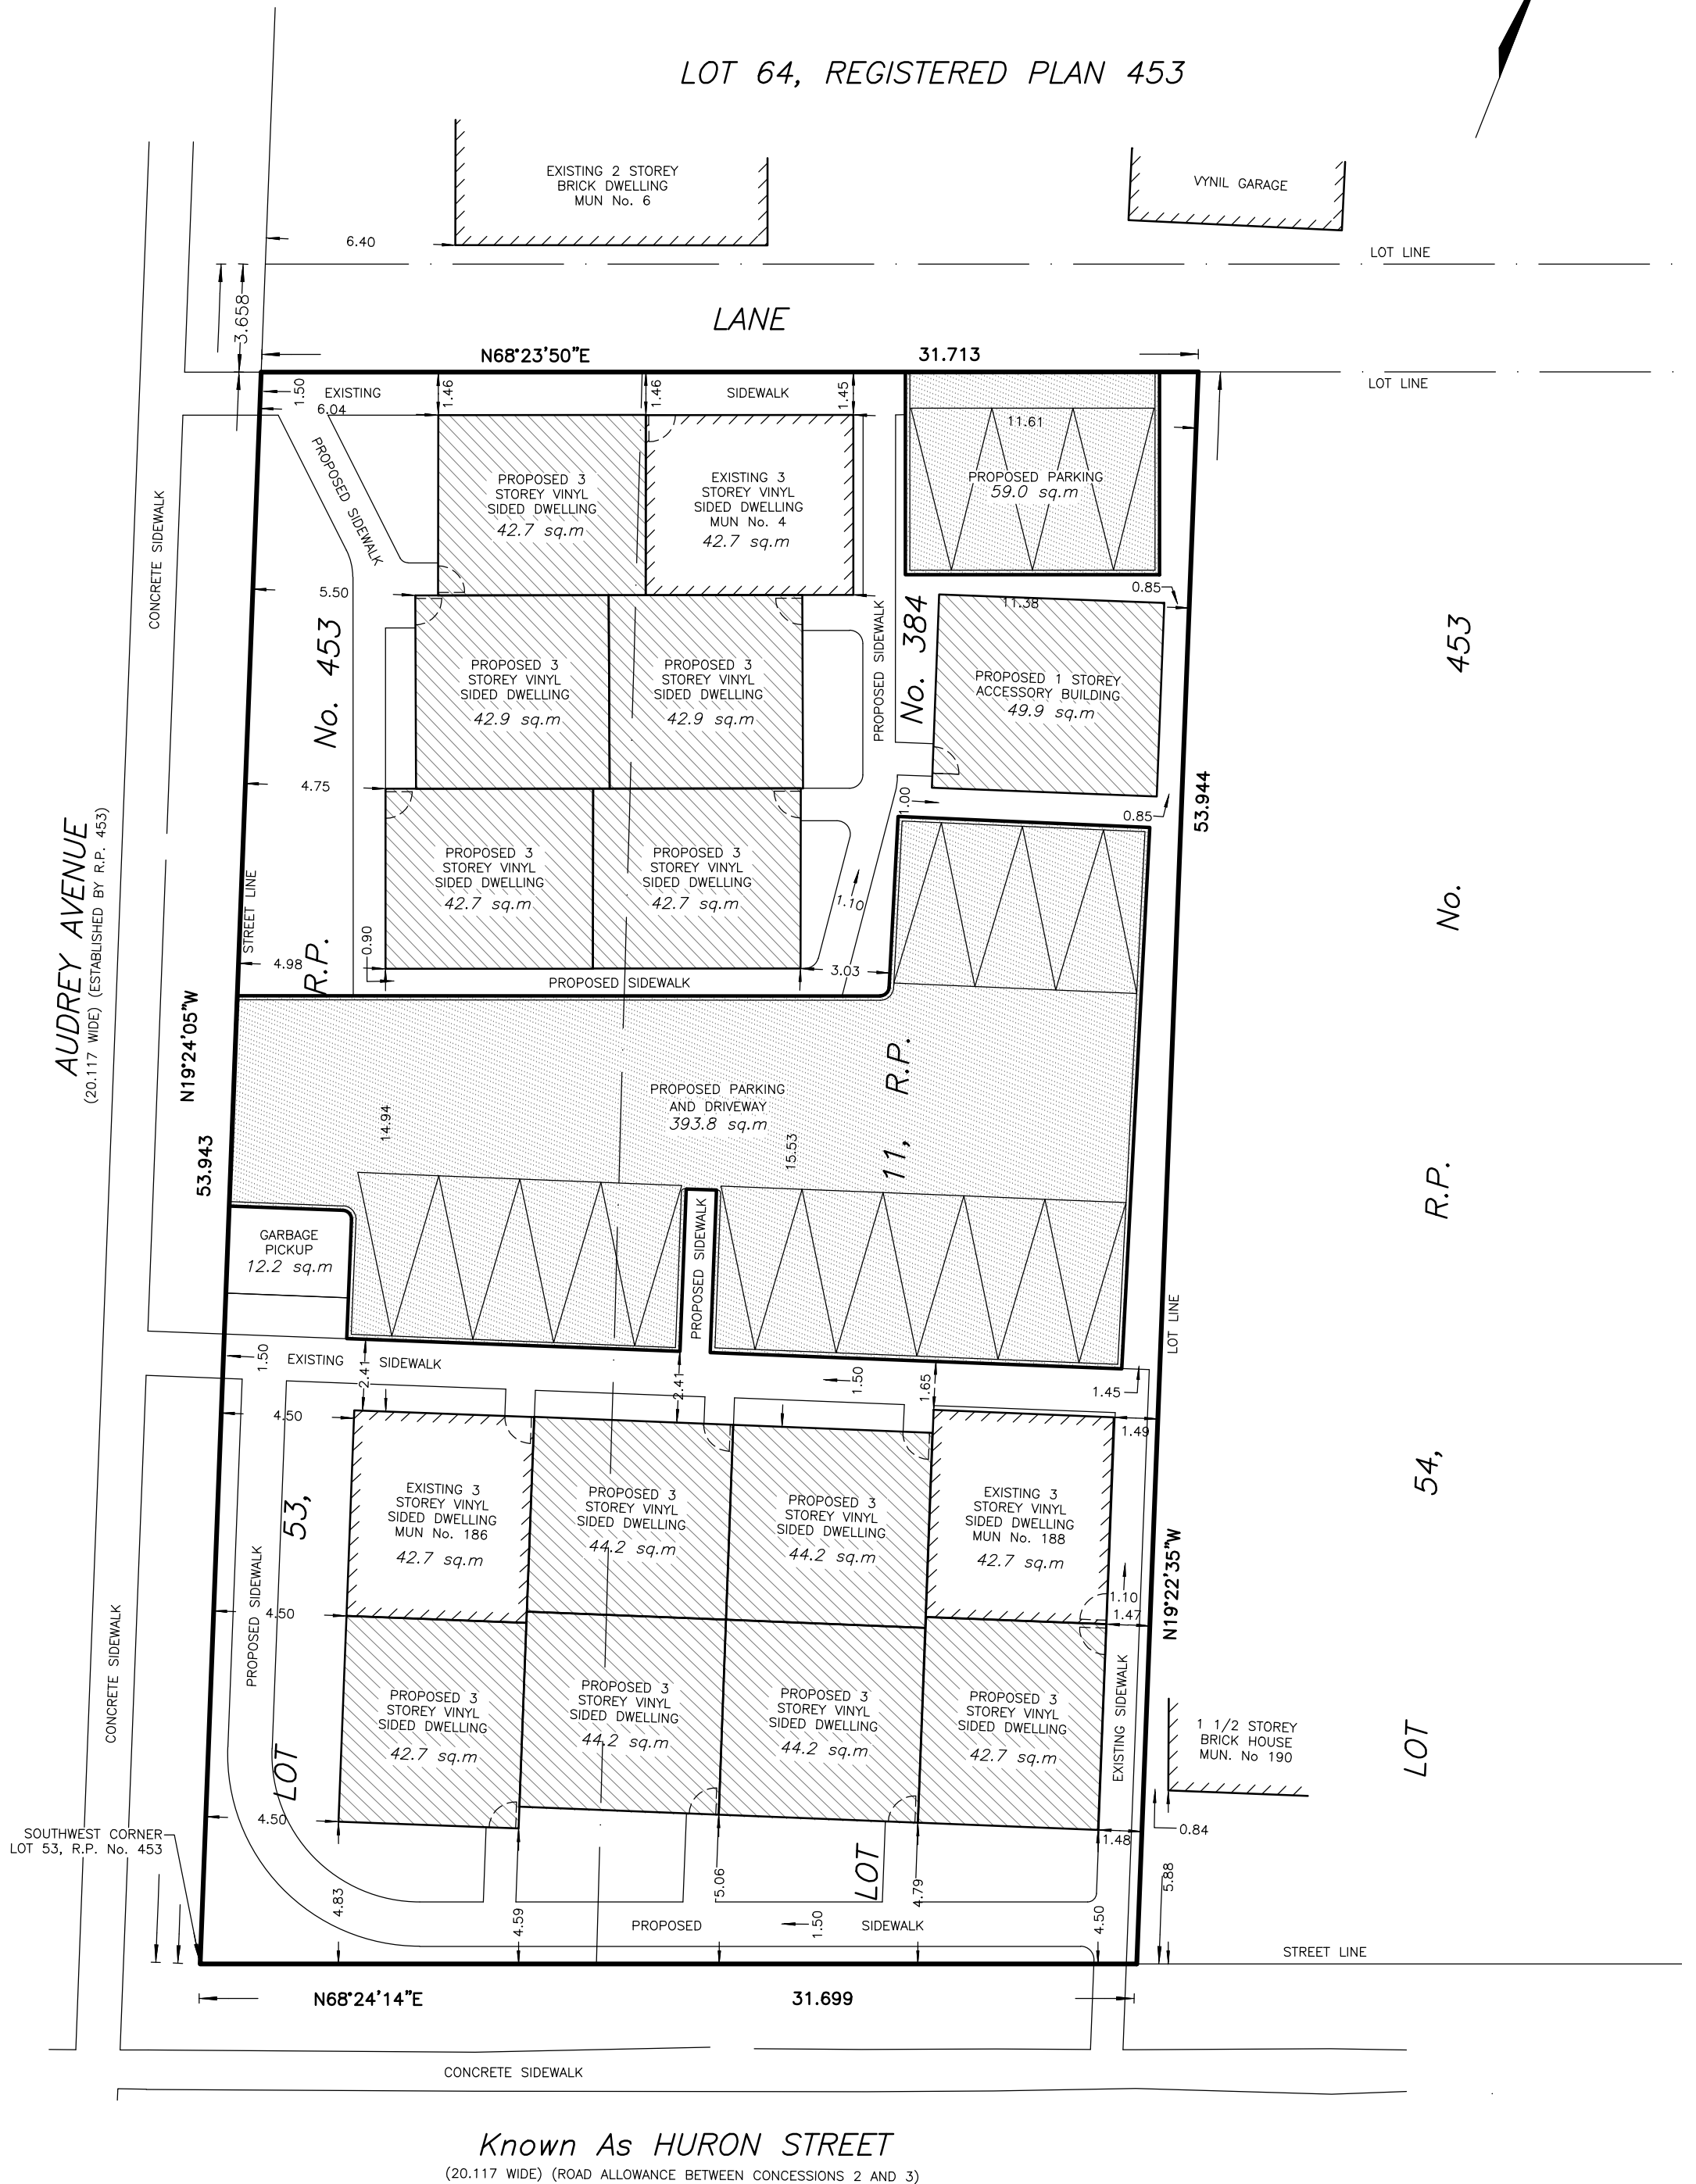 LOT 64, REGISTERED PLAN 453
EXISTING 2 STOREY
BRICK DWELLING
MUN No. 6
VYNIL GARAGE
6.40
LOT LINE
3.658
LANE
N68°23'50"E
31.713
LOT LINE
1.50
EXISTING
6.04
1.46
1.46
SIDEWALK
1.45
11.61
PROPOSED SIDEWALK
PROPOSED 3
STOREY VINYL
SIDED DWELLING
42.7 sq.m
EXISTING 3
STOREY VINYL
SIDED DWELLING
MUN No. 4
42.7 sq.m
PROPOSED PARKING
59.0 sq.m
CONCRETE SIDEWALK
5.50
0.85
11.38
No. 453
PROPOSED 3
STOREY VINYL
SIDED DWELLING
42.9 sq.m
PROPOSED 3
STOREY VINYL
SIDED DWELLING
42.9 sq.m
PROPOSED SIDEWALK
No. 384
PROPOSED 1 STOREY
ACCESSORY BUILDING
49.9 sq.m
453
4.75
1.00
0.85
53.944
AUDREY AVENUE
(20.117 WIDE) (ESTABLISHED BY R.P. 453)
STREET LINE
PROPOSED 3
STOREY VINYL
SIDED DWELLING
42.7 sq.m
PROPOSED 3
STOREY VINYL
SIDED DWELLING
42.7 sq.m
1.10
No.
4.98
R.P.
0.90
3.03
PROPOSED SIDEWALK
N19°24'05"W
53.943
14.94
PROPOSED PARKING
AND DRIVEWAY
393.8 sq.m
15.53
11,
R.P.
R.P.
GARBAGE
PICKUP
12.2 sq.m
PROPOSED SIDEWALK
LOT LINE
1.50
EXISTING
2.41
SIDEWALK
2.41
1.50
1.65
1.45
4.50
1.49
53,
EXISTING 3
STOREY VINYL
SIDED DWELLING
MUN No. 186
42.7 sq.m
PROPOSED 3
STOREY VINYL
SIDED DWELLING
44.2 sq.m
PROPOSED 3
STOREY VINYL
SIDED DWELLING
44.2 sq.m
EXISTING 3
STOREY VINYL
SIDED DWELLING
MUN No. 188
42.7 sq.m
54,
PROPOSED SIDEWALK
4.50
1.10
1.47
N19°22'35"W
CONCRETE SIDEWALK
PROPOSED 3
STOREY VINYL
SIDED DWELLING
42.7 sq.m
PROPOSED 3
STOREY VINYL
SIDED DWELLING
44.2 sq.m
PROPOSED 3
STOREY VINYL
SIDED DWELLING
44.2 sq.m
PROPOSED 3
STOREY VINYL
SIDED DWELLING
42.7 sq.m
EXISTING SIDEWALK
1 1/2 STOREY
BRICK HOUSE
MUN. No 190
LOT
LOT
4.50
SOUTHWEST CORNER
LOT 53, R.P. No. 453
1.48
0.84
4.83
4.59
5.06
LOT
4.79
4.50
5.88
PROPOSED
1.50
SIDEWALK
STREET LINE
N68°24'14"E
31.699
CONCRETE SIDEWALK
Known As HURON STREET
(20.117 WIDE) (ROAD ALLOWANCE BETWEEN CONCESSIONS 2 AND 3)